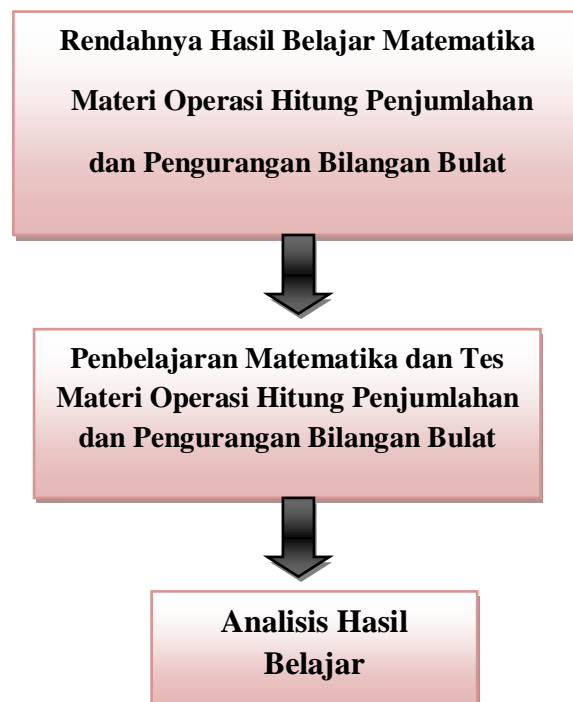 Rendahnya Hasil Belajar Matematika
Materi Operasi Hitung Penjumlahan
dan Pengurangan Bilangan Bulat
Penbelajaran Matematika dan Tes
Materi Operasi Hitung Penjumlahan
dan Pengurangan Bilangan Bulat
Analisis Hasil
Belajar